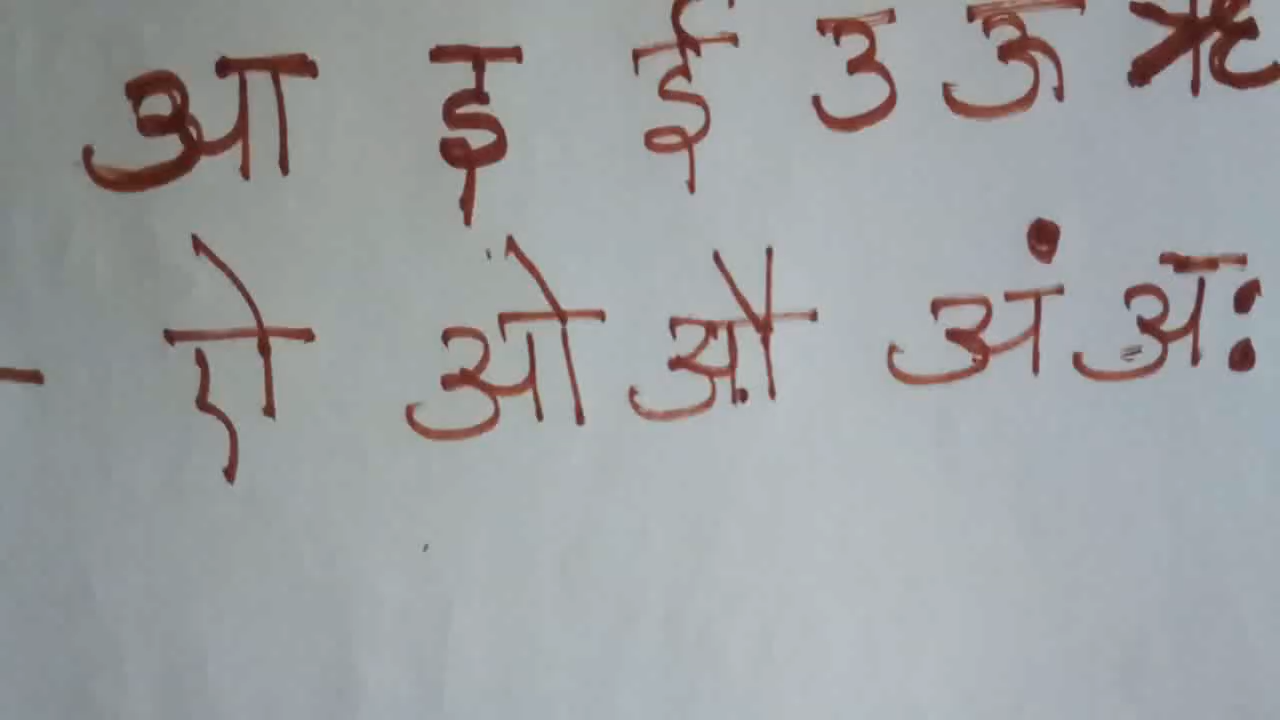 आ इ ई उ ऊ ऋ
ऐ ओ औ अं अः